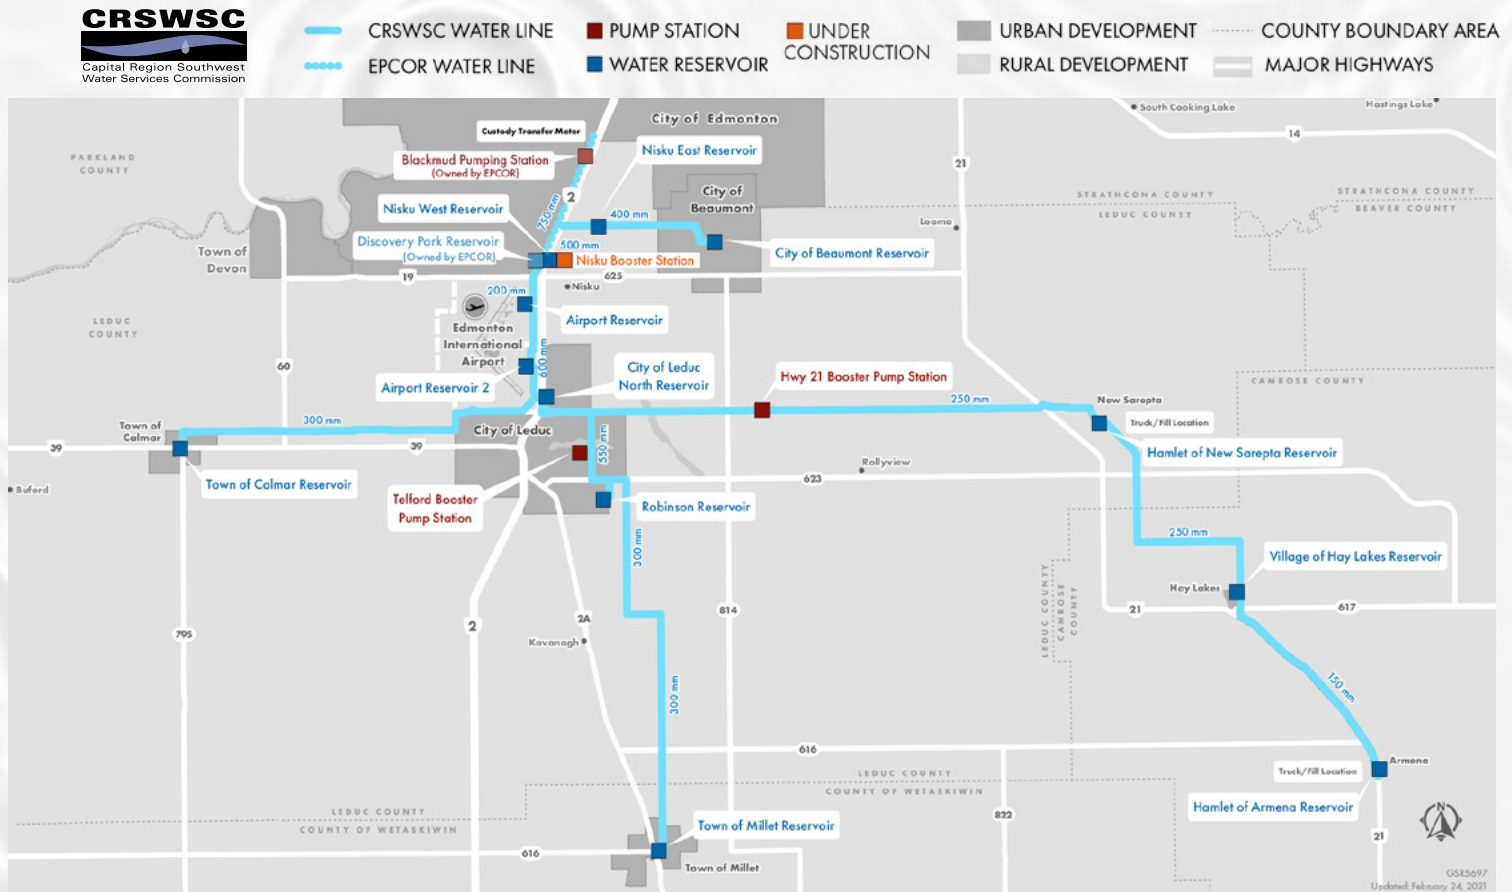 CRSWSC
Capital Region Southwest
Water Services Commission
CRSWSC WATER LINE
EPCOR WATER LINE
PUMP STATION
WATER RESERVOIR
UNDER
CONSTRUCTION
URBAN DEVELOPMENT
RURAL DEVELOPMENT
COUNTY BOUNDARY AREA
MAJOR HIGHWAYS
South Cooking Lake
Hastings Lake
City of Edmonton
Custody Transfer Meter
14
Nisku East Reservoir
Blackmud Pumping Station
(Owned by EPCOR)
PARKLAND
COUNTY
21
2
750 mm
City of
Beaumont
STRATHCONA COUNTY
LEDUC COUNTY
STRATHCONA COUNTY
BEAVER COUNTY
Nisku West Reservoir
400 mm
Looma
Discovery Park Reservoir
(Owned by EPCOR)
500 mm
Nisku Booster Station
City of Beaumont Reservoir
Town of
Devon
19
625
Nisku
200 mm
Airport Reservoir
LEDUC
COUNTY
Edmonton
International
Airport
600 mm
60
City of Leduc
North Reservoir
Airport Reservoir 2
Hwy 21 Booster Pump Station
CAMROSE COUNTY
250 mm
New Sarepta
Truck/Fill Location
300 mm
Town of
Calmar
City of Leduc
39
39
550 mm
Hamlet of New Sarepta Reservoir
Rollyview
623
Buford
Town of Calmar Reservoir
Telford Booster
Pump Station
Robinson Reservoir
300 mm
250 mm
Village of Hay Lakes Reservoir
Hay Lakes
LEDUC COUNTY
CAMROSE
COUNTY
814
21
617
2A
2
795
Kavanagh
300 mm
150 mm
616
Armena
Truck/Fill Location
LEDUC COUNTY
COUNTY OF WETASKIWIN
Hamlet of Armena Reservoir
LEDUC COUNTY
COUNTY OF WETASKIWIN
822
N
21
Town of Millet Reservoir
616
Town of Millet
GSR5697
Updated: February 24, 2021